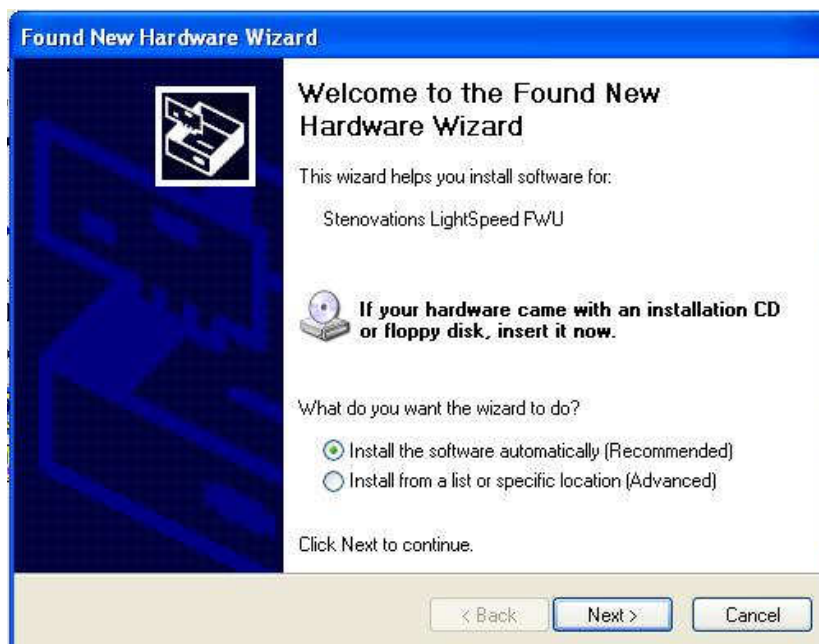 Found New Hardware Wizard
Welcome to the Found New
Hardware Wizard
This wizard helps you install software for:
Stenovations LightSpeed FWU
If your hardware came with an installation CD
or floppy disk, insert it now.
What do you want the wizard to do?
Install the software automatically (Recommended)
Install from a list or specific location (Advanced)
Click Next to continue.
< Back Next > Cancel